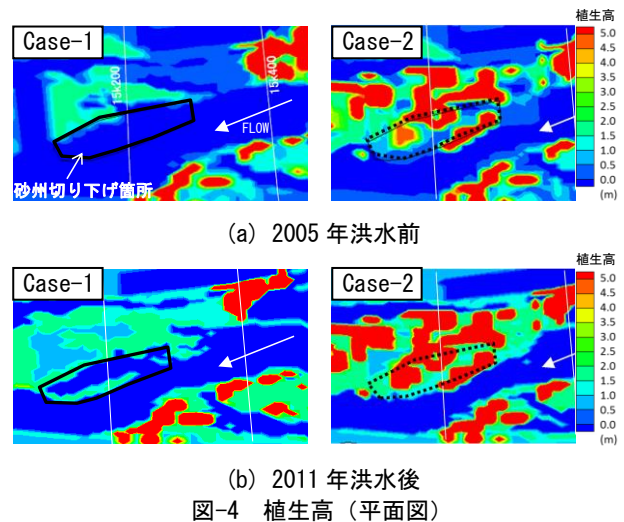 植生高
Case-1
Case-2
5.0
4.5
4.0
3.5
3.0
2.5
2.0
1.5
1.0
0.5
0.0
(m)
15k200
15k400
FLOW
砂州切り下げ箇所
(a) 2005 年洪水前
植生高
Case-1
Case-2
5.0
4.5
4.0
3.5
3.0
2.5
2.0
1.5
1.0
0.5
0.0
(m)
(b) 2011 年洪水後
図-4 植生高（平面図）